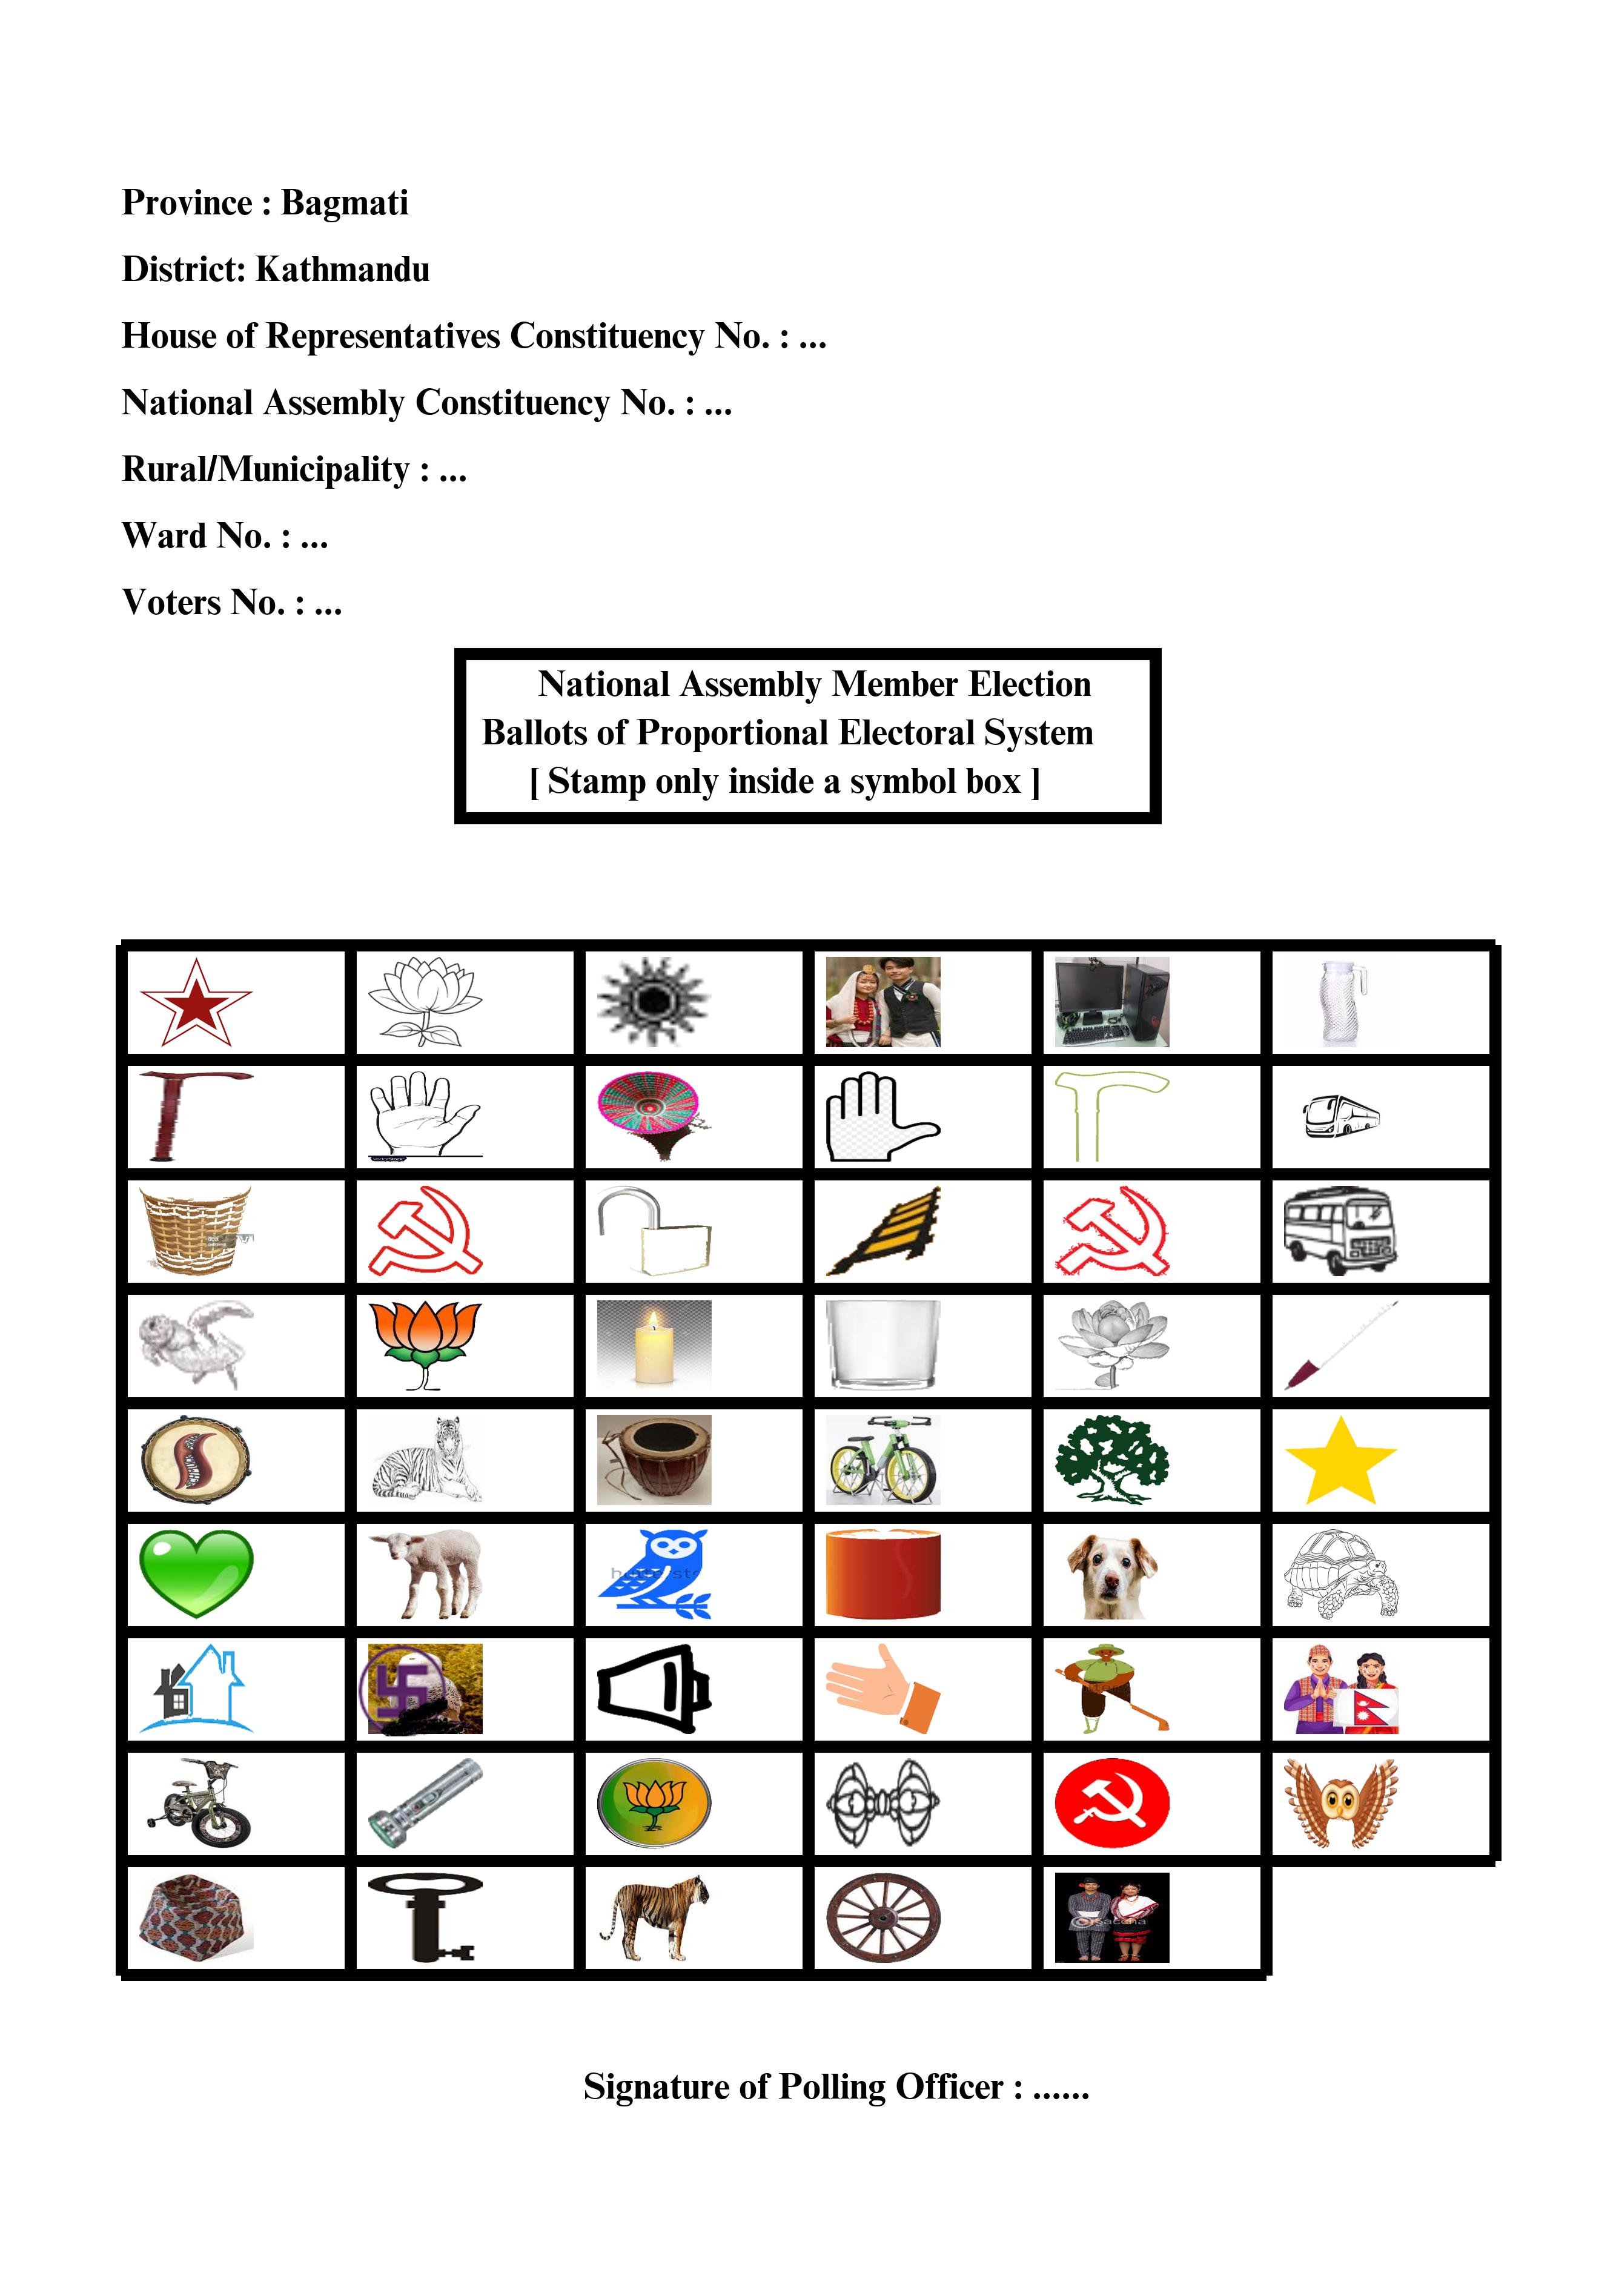 Province : Bagmati
District: Kathmandu
House of Representatives Constituency No. : ...
National Assembly Constituency No. : ...
Rural/Municipality : ...
Ward No. : ...
Voters No. : ...
National Assembly Member Election
Ballots of Proportional Electoral System
[ Stamp only inside a symbol box ]
Signature of Polling Officer : ......